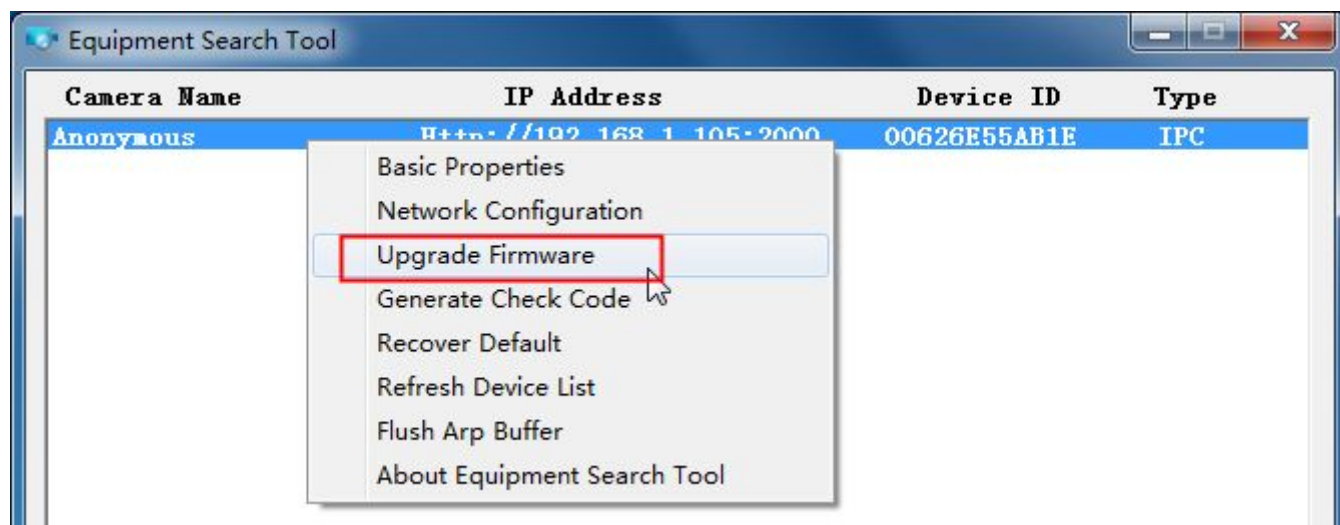 Equipment Search Tool
Camera Name IP Address Device ID Type
Anonymous Http://192.168.1.105:2000 00626E55AB1E IPC
Basic Properties
Network Configuration
Upgrade Firmware
Generate Check Code
Recover Default
Refresh Device List
Flush Arp Buffer
About Equipment Search Tool